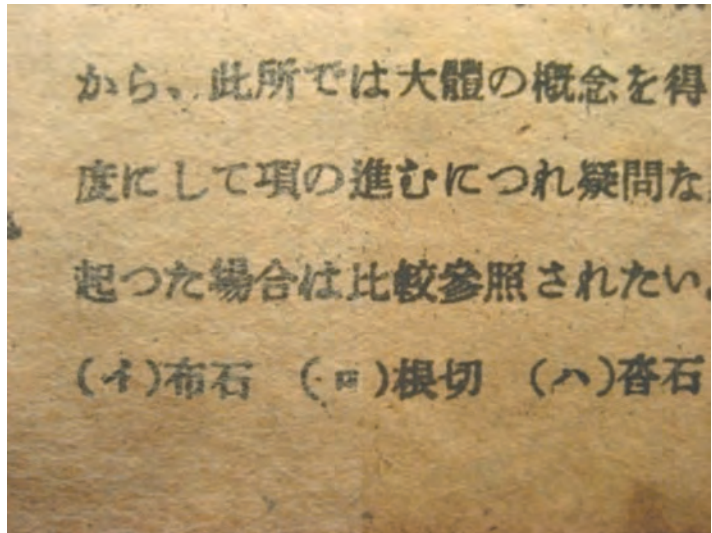 から、此所では大體の概念を得
度にして項の進むにつれ疑問な
起つた場合は比較參照されたい。
(イ)布石 (ロ)根切 (ハ)沓石